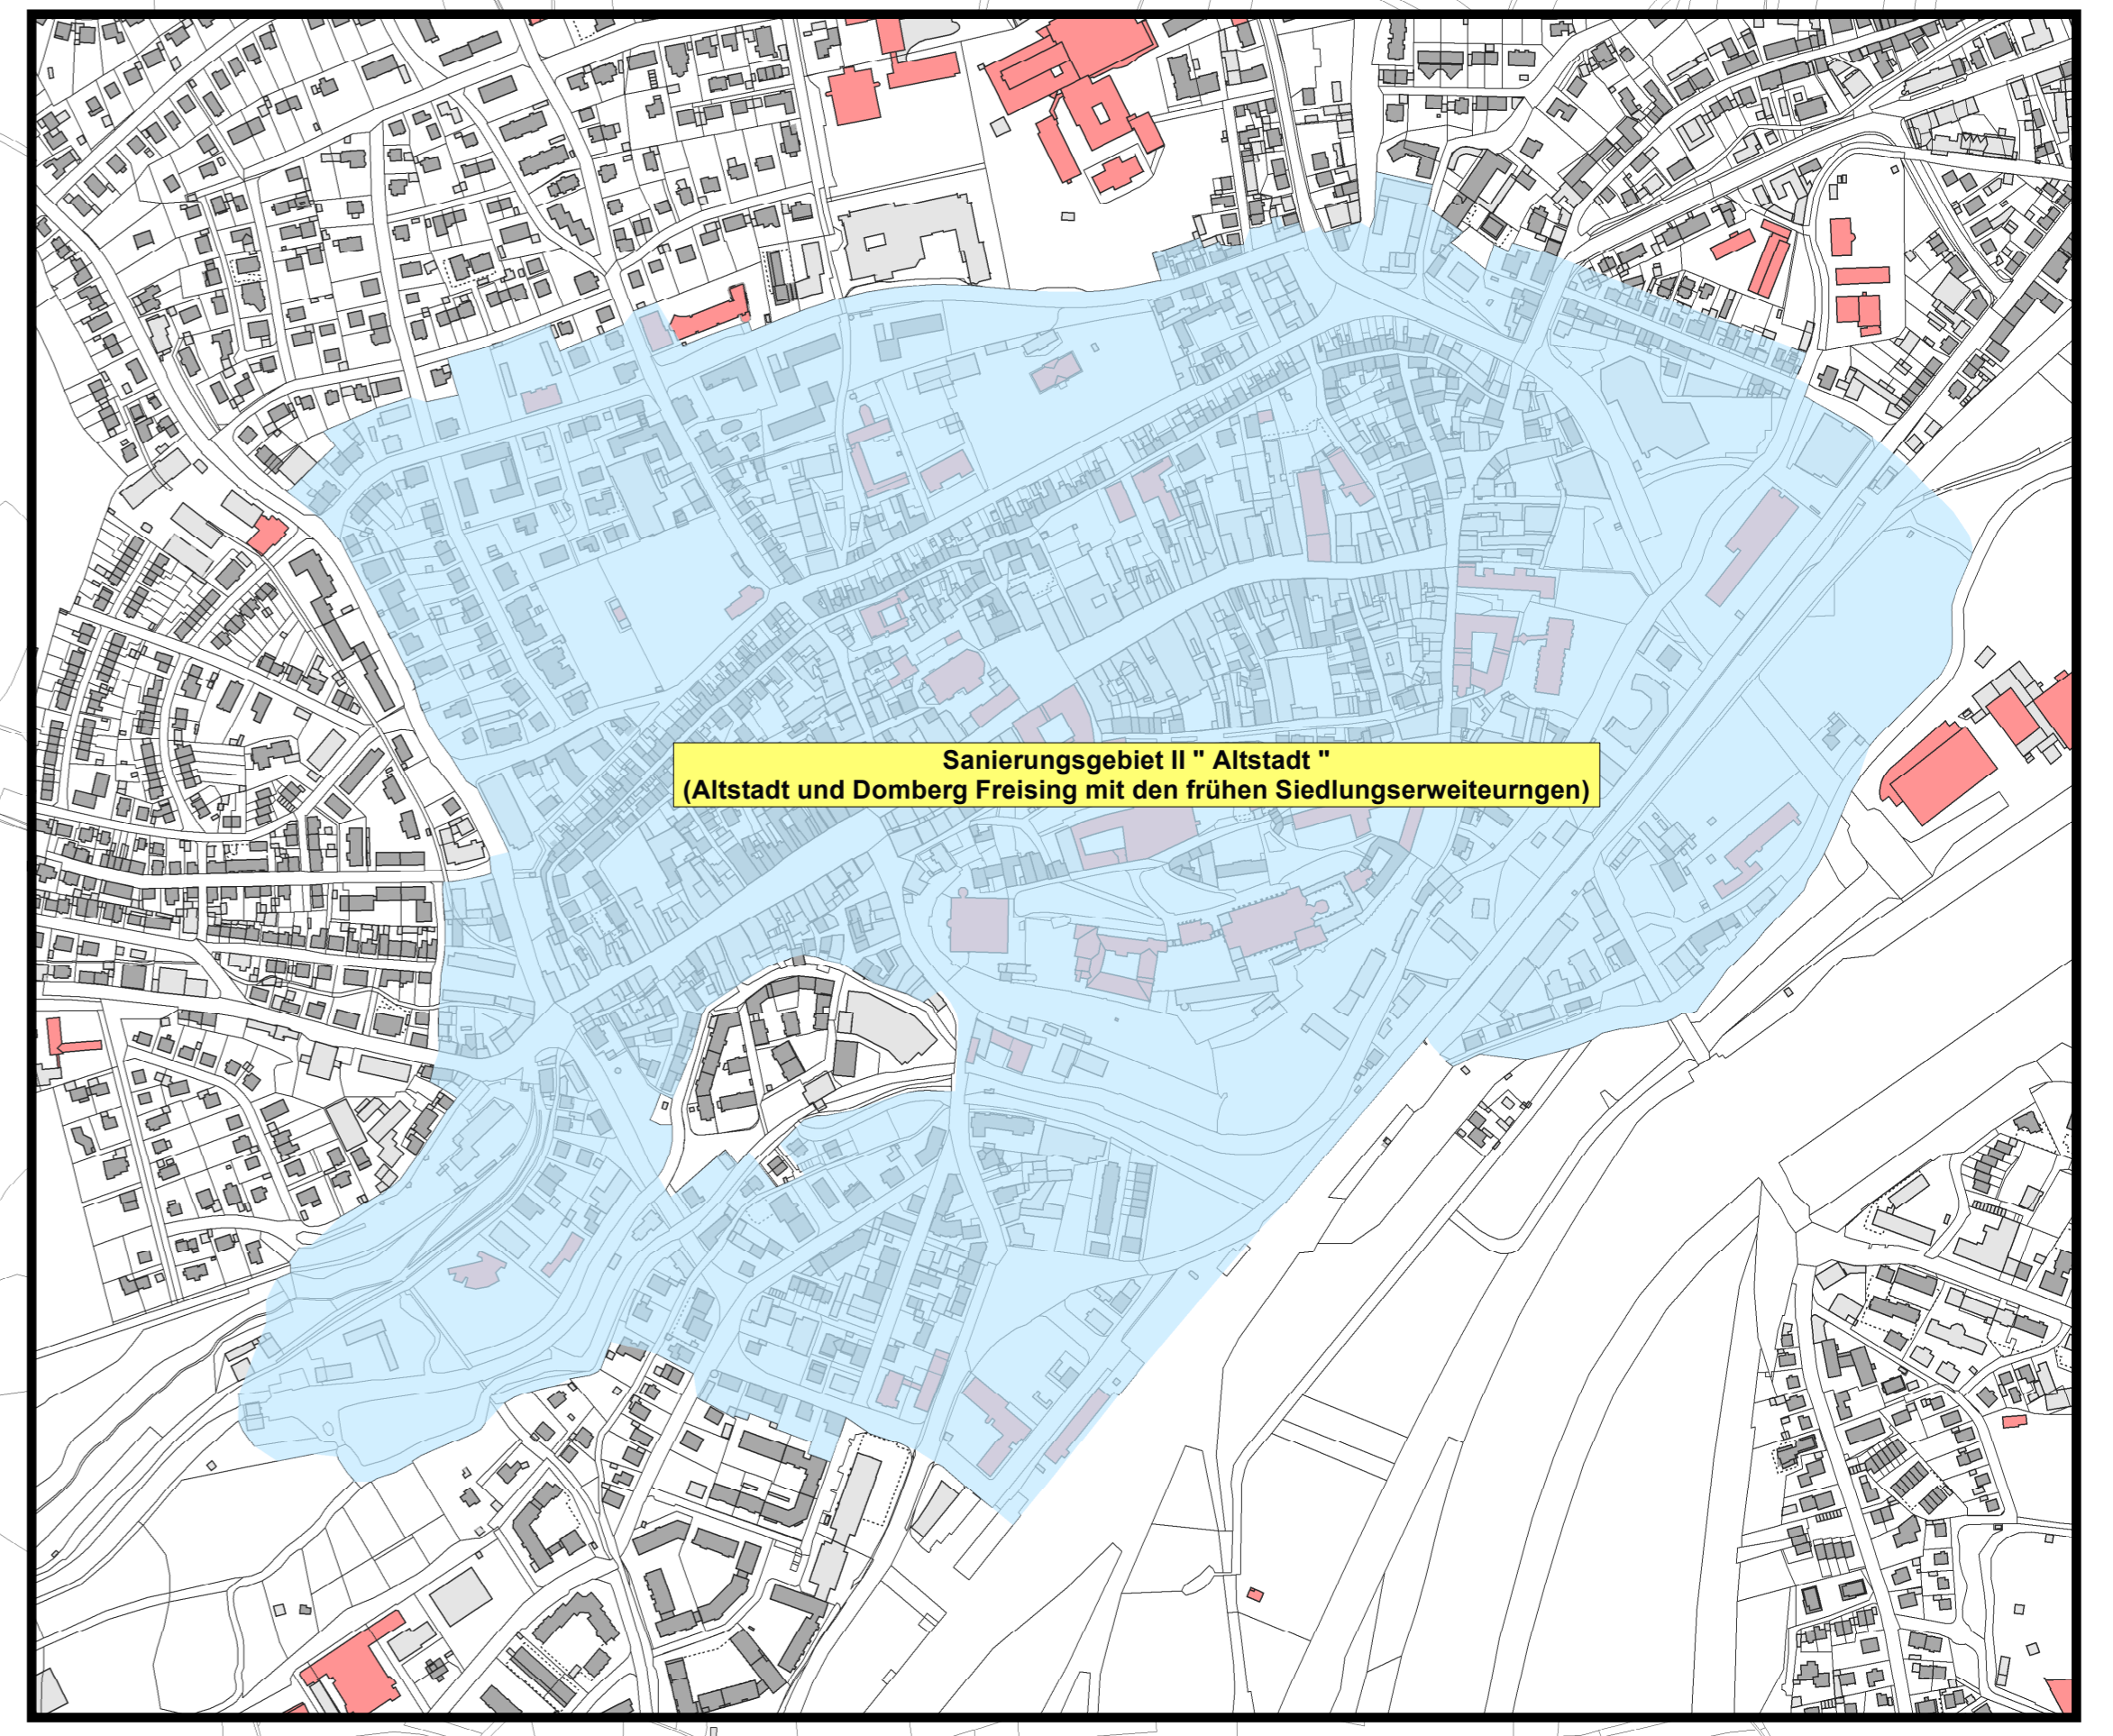 Sanierungsgebiet II " Altstadt "
(Altstadt und Domberg Freising mit den frühen Siedlungserweiteurngen)